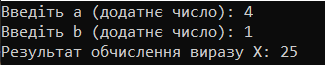 Введіть a (додатнє число): 4
Введіть b (додатнє число): 1
Результат обчислення виразу X: 25